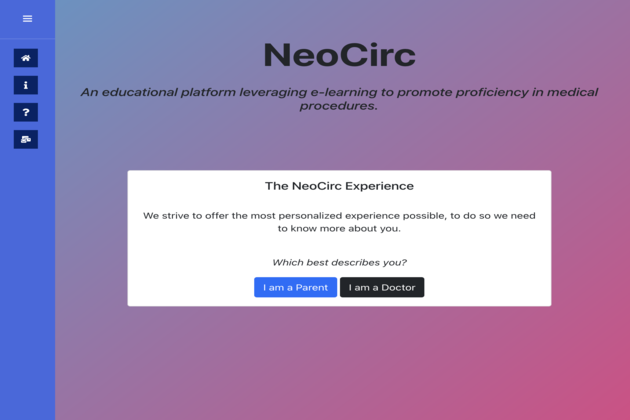 NeoCirc
An educational platform leveraging e-learning to promote proficiency in medical
procedures.
The NeoCirc Experience
We strive to offer the most personalized experience possible, to do so we need
to know more about you.
Which best describes you?
I am a Parent I am a Doctor